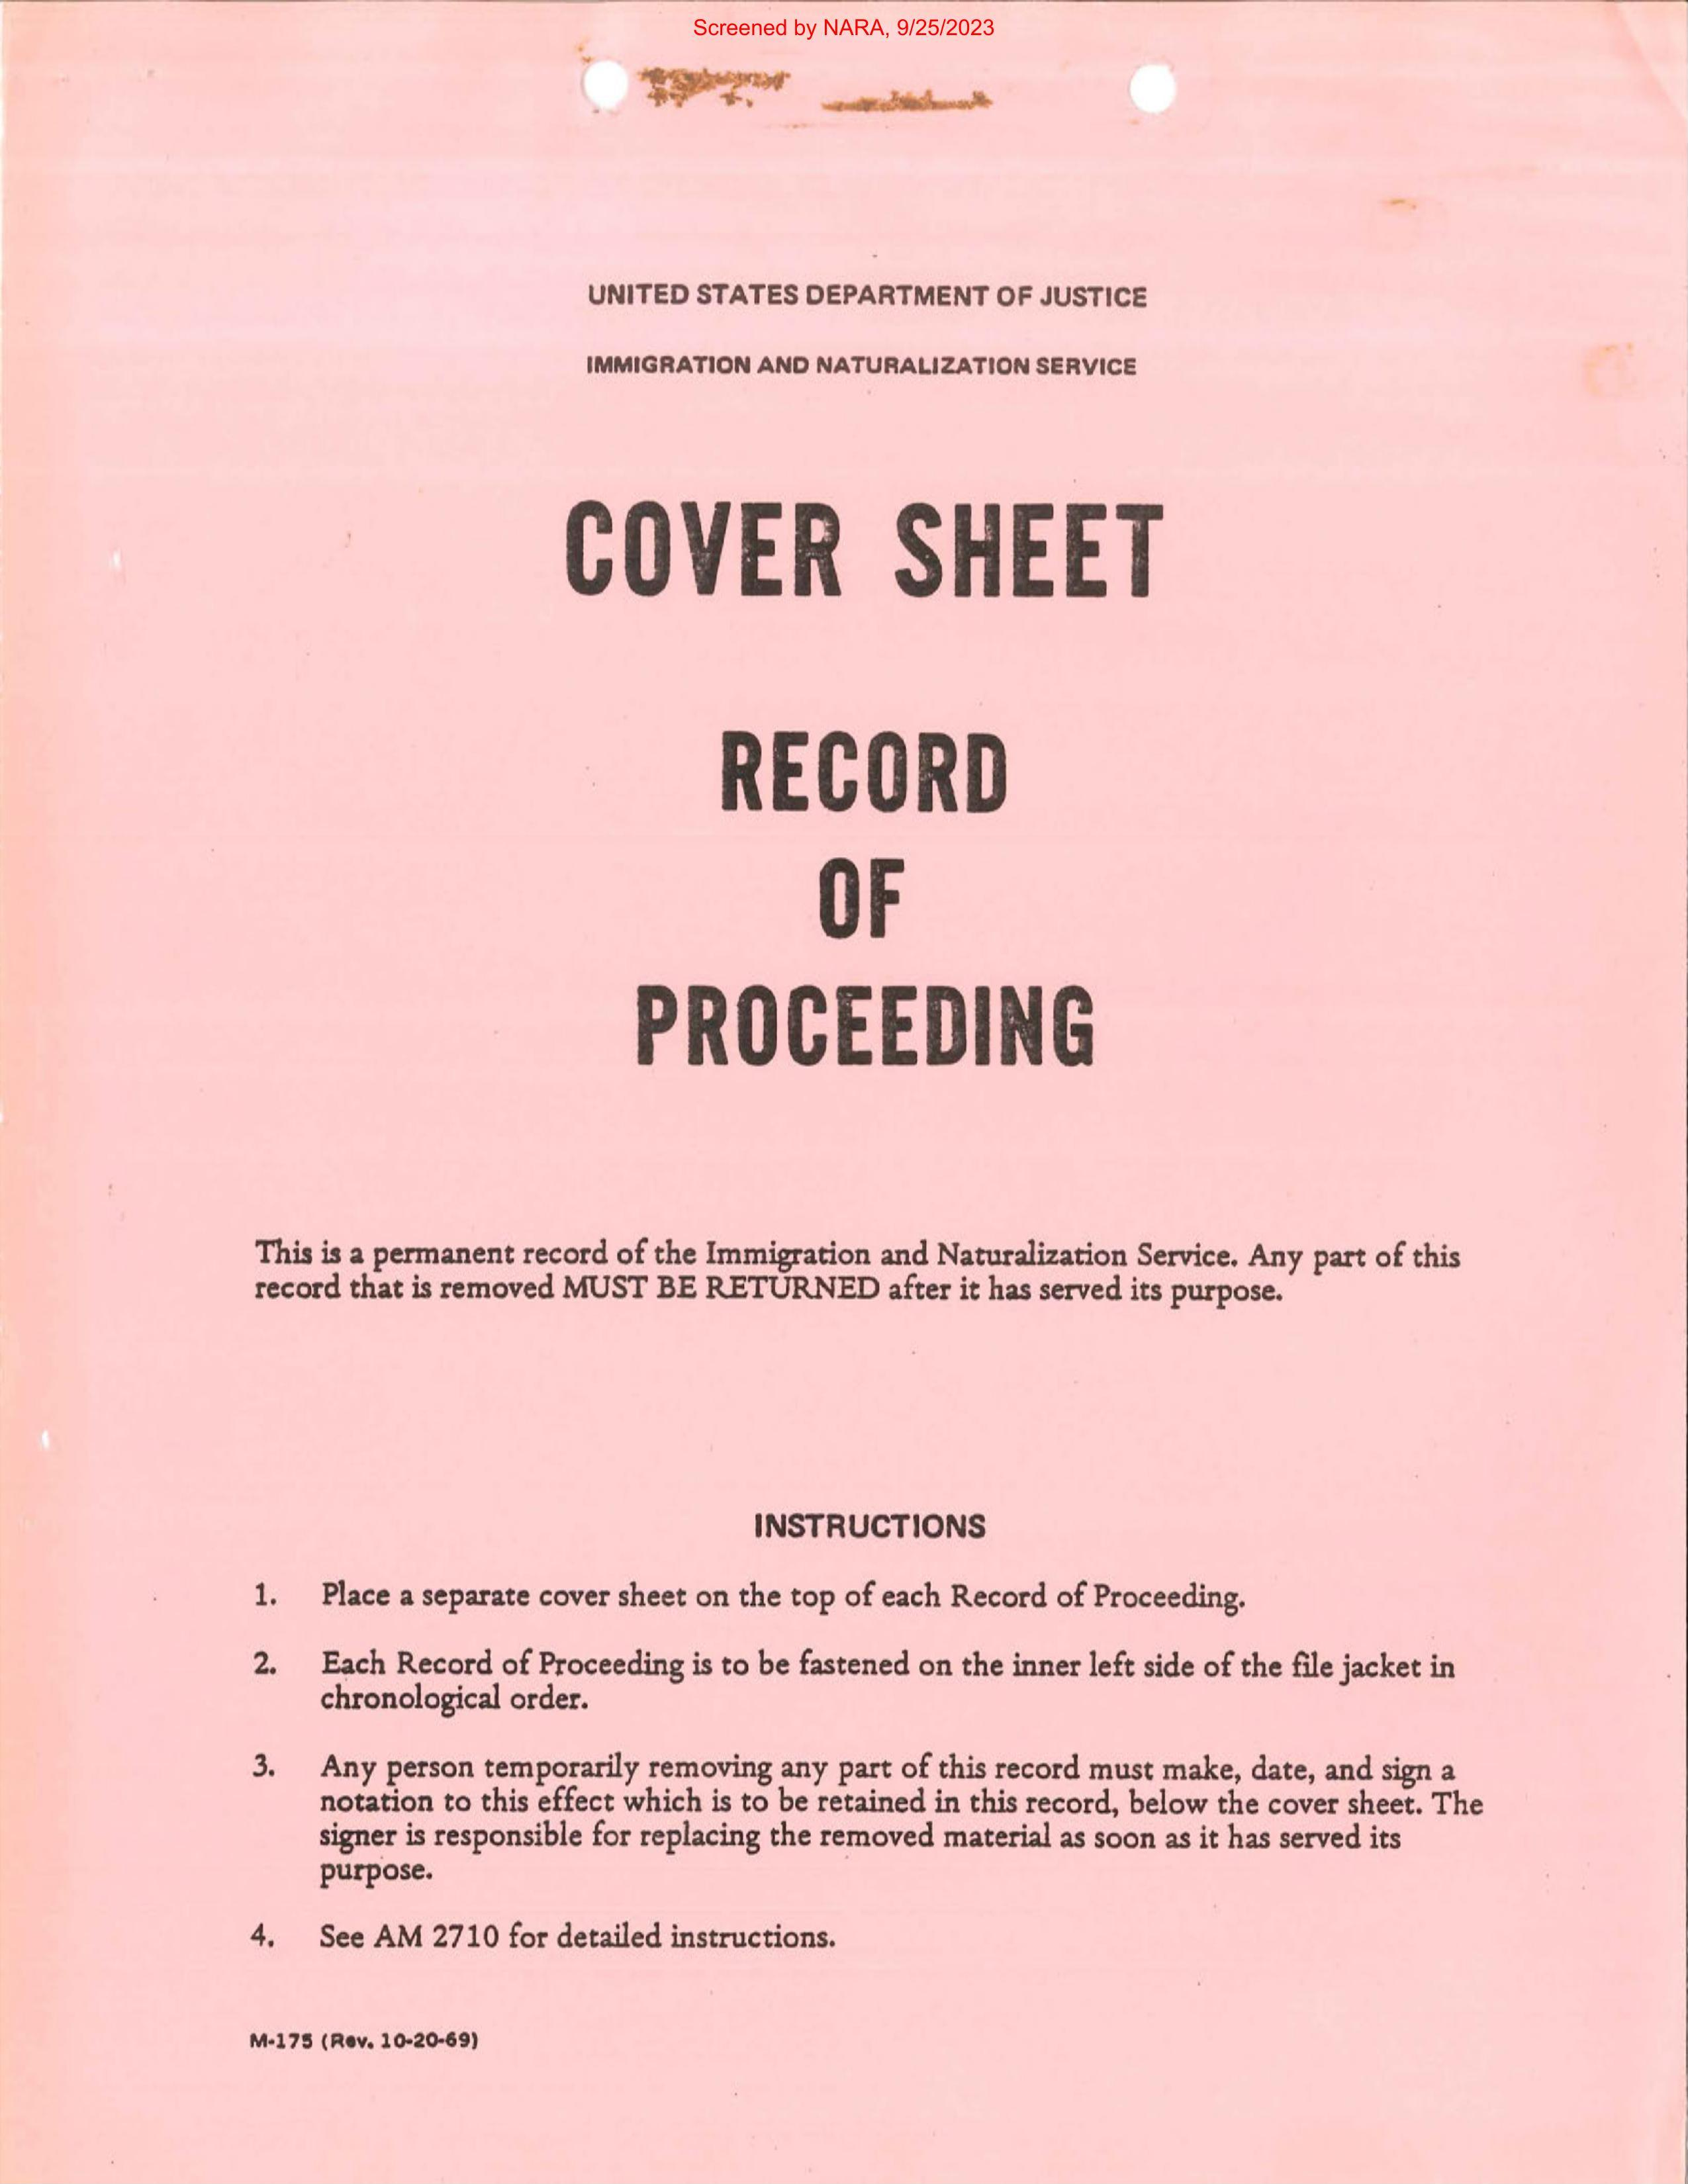 Screened by NARA, 9/25/2023
UNITED STATES DEPARTMENT OF JUSTICE
IMMIGRATION AND NATURALIZATION SERVICE
COVER SHEET
RECORD
OF
PROCEEDING
This is a permanent record of the Immigration and Naturalization Service. Any part of this
record that is removed MUST BE RETURNED after it has served its purpose.
INSTRUCTIONS
1. Place a separate cover sheet on the top of each Record of Proceeding.
2. Each Record of Proceeding is to be fastened on the inner left side of the file jacket in
chronological order.
3. Any person temporarily removing any part of this record must make, date, and sign a
notation to this effect which is to be retained in this record, below the cover sheet. The
signer is responsible for replacing the removed material as soon as it has served its
purpose.
4. See AM 2710 for detailed instructions.
M-175 (Rev. 10-20-69)